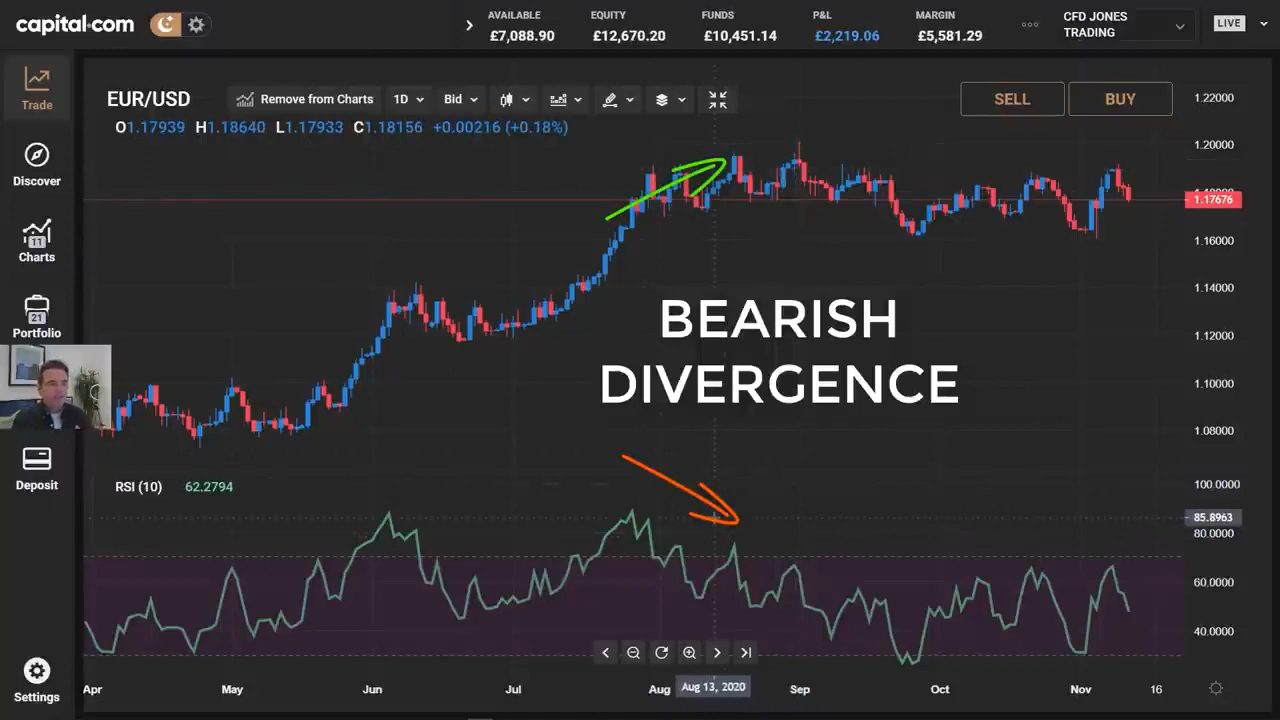 capital.com
AVAILABLE EQUITY FUNDS P&L MARGIN
£7,088.90 £12,670.20 £10,451.14 £2,219.06 £5,581.29
CFD JONES
TRADING
LIVE
Trade
Discover
11
Charts
21
Portfolio
Deposit
Settings
EUR/USD Remove from Charts 1D Bid SELL BUY
O1.17939 H1.18640 L1.17933 C1.18156 +0.00216 (+0.18%)
1.22000
1.20000
1.18000
1.17676
1.16000
1.14000
1.12000
1.10000
1.08000
BEARISH
DIVERGENCE
RSI (10) 62.2794
100.0000
85.8963
80.0000
60.0000
40.0000
Apr May Jun Jul Aug Aug 13, 2020 Sep Oct Nov 16